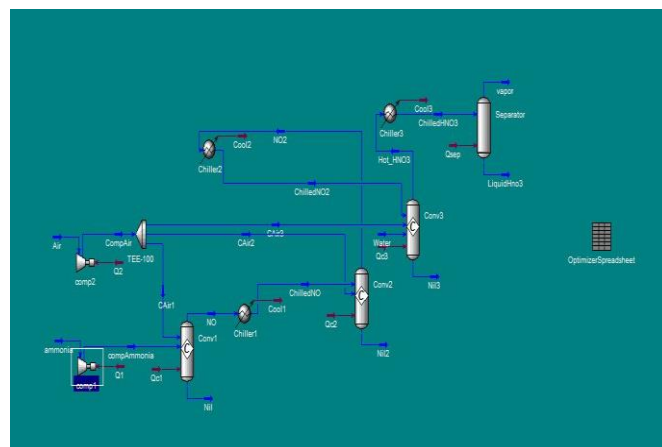 vapor
Cool3
Separator
Chiller3
ChilledHNO3
NO2
Cool2
Qsep
Chiller2
Hot_HNO3
LiquidHno3
ChilledNO2
Conv3
CAir3
Air
CompAir
CAir2
Water
TEE-100
Qc3
OptimizerSpreadsheet
Q2
comp2
ChilledNO
Conv2
Nil3
CAir1
Cool1
NO
Chiller1
Qc2
Conv1
ammonia
compAmmonia
Nil2
Q1
Qc1
comp1
Nil